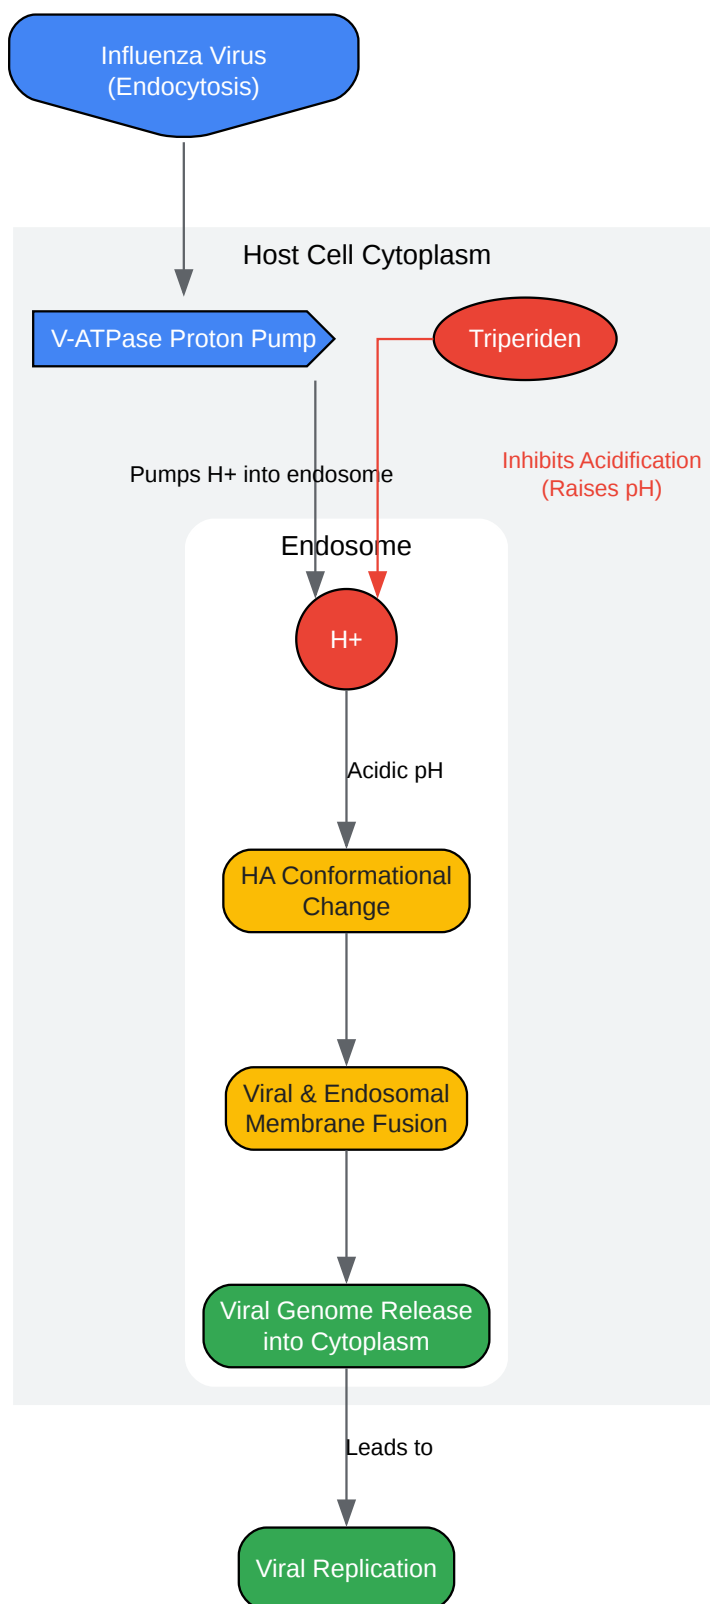 Influenza Virus
(Endocytosis)
Host Cell Cytoplasm
V-ATPase Proton Pump
Triperiden
Pumps H+ into endosome
Inhibits Acidification
(Raises pH)
Endosome
H+
Acidic pH
HA Conformational
Change
Viral & Endosomal
Membrane Fusion
Viral Genome Release
into Cytoplasm
Leads to
Viral Replication